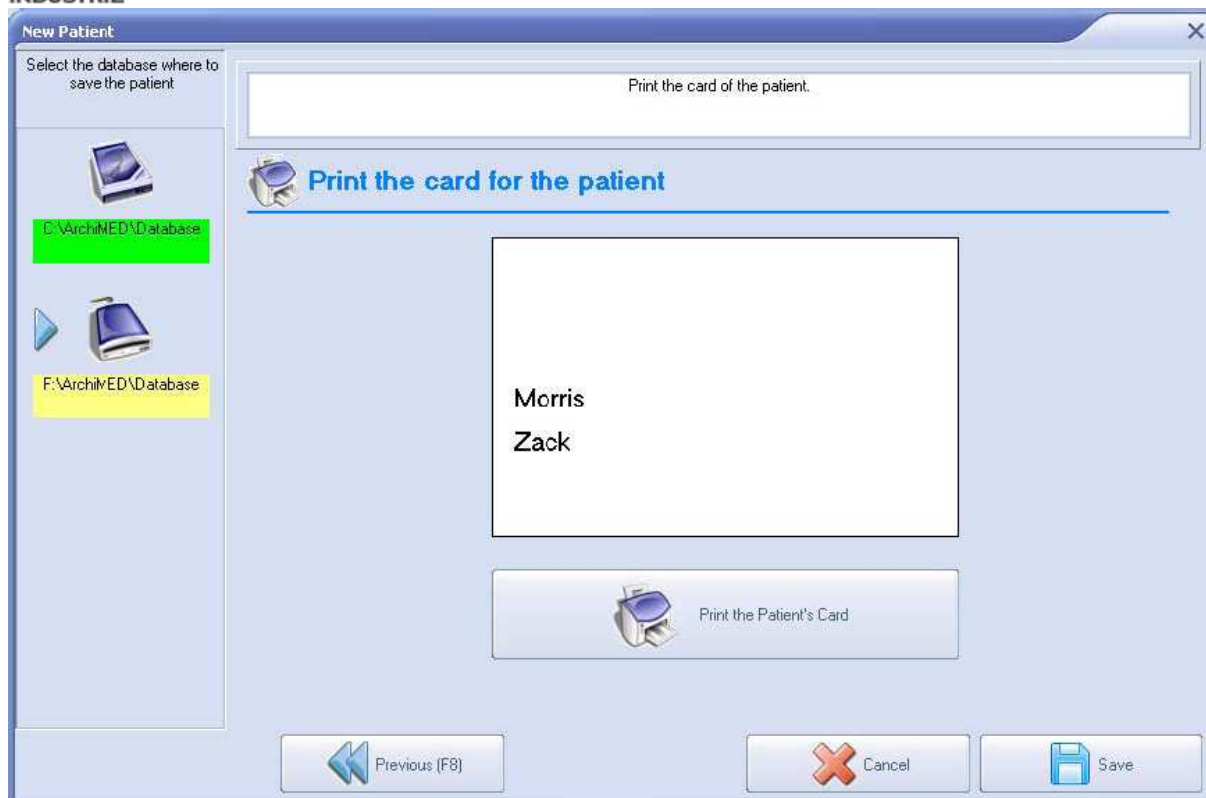 New Patient
Select the database where to
save the patient
Print the card of the patient.
Print the card for the patient
C:\ArchiMED\Database
F:\ArchiMED\Database
Morris
Zack
Print the Patient's Card
Previous (F8)
Cancel
Save